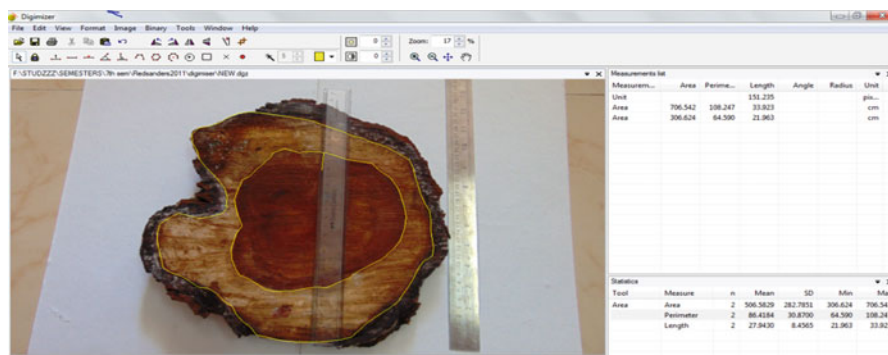 Digimizer
File Edit View Format Image Binary Tools Window Help
0 Zoom: 17 %
9 0
F:\STUDZZZ\SEMESTERS\7th sem\Redsanders2011\digimiser\NEW.dgz
Measurements list
Measurem... Area Perime... Length Angle Radius Unit
Unit 151.235 pix...
Area 706.542 108.247 33.923 cm
Area 306.624 64.590 21.963 cm
Statistics
Tool Measure n Mean SD Min Ma
Area Area 2 506.5829 282.7851 306.624 706.54
Perimeter 2 86.4184 30.8700 64.590 108.24
Length 2 27.9430 8.4565 21.963 33.92